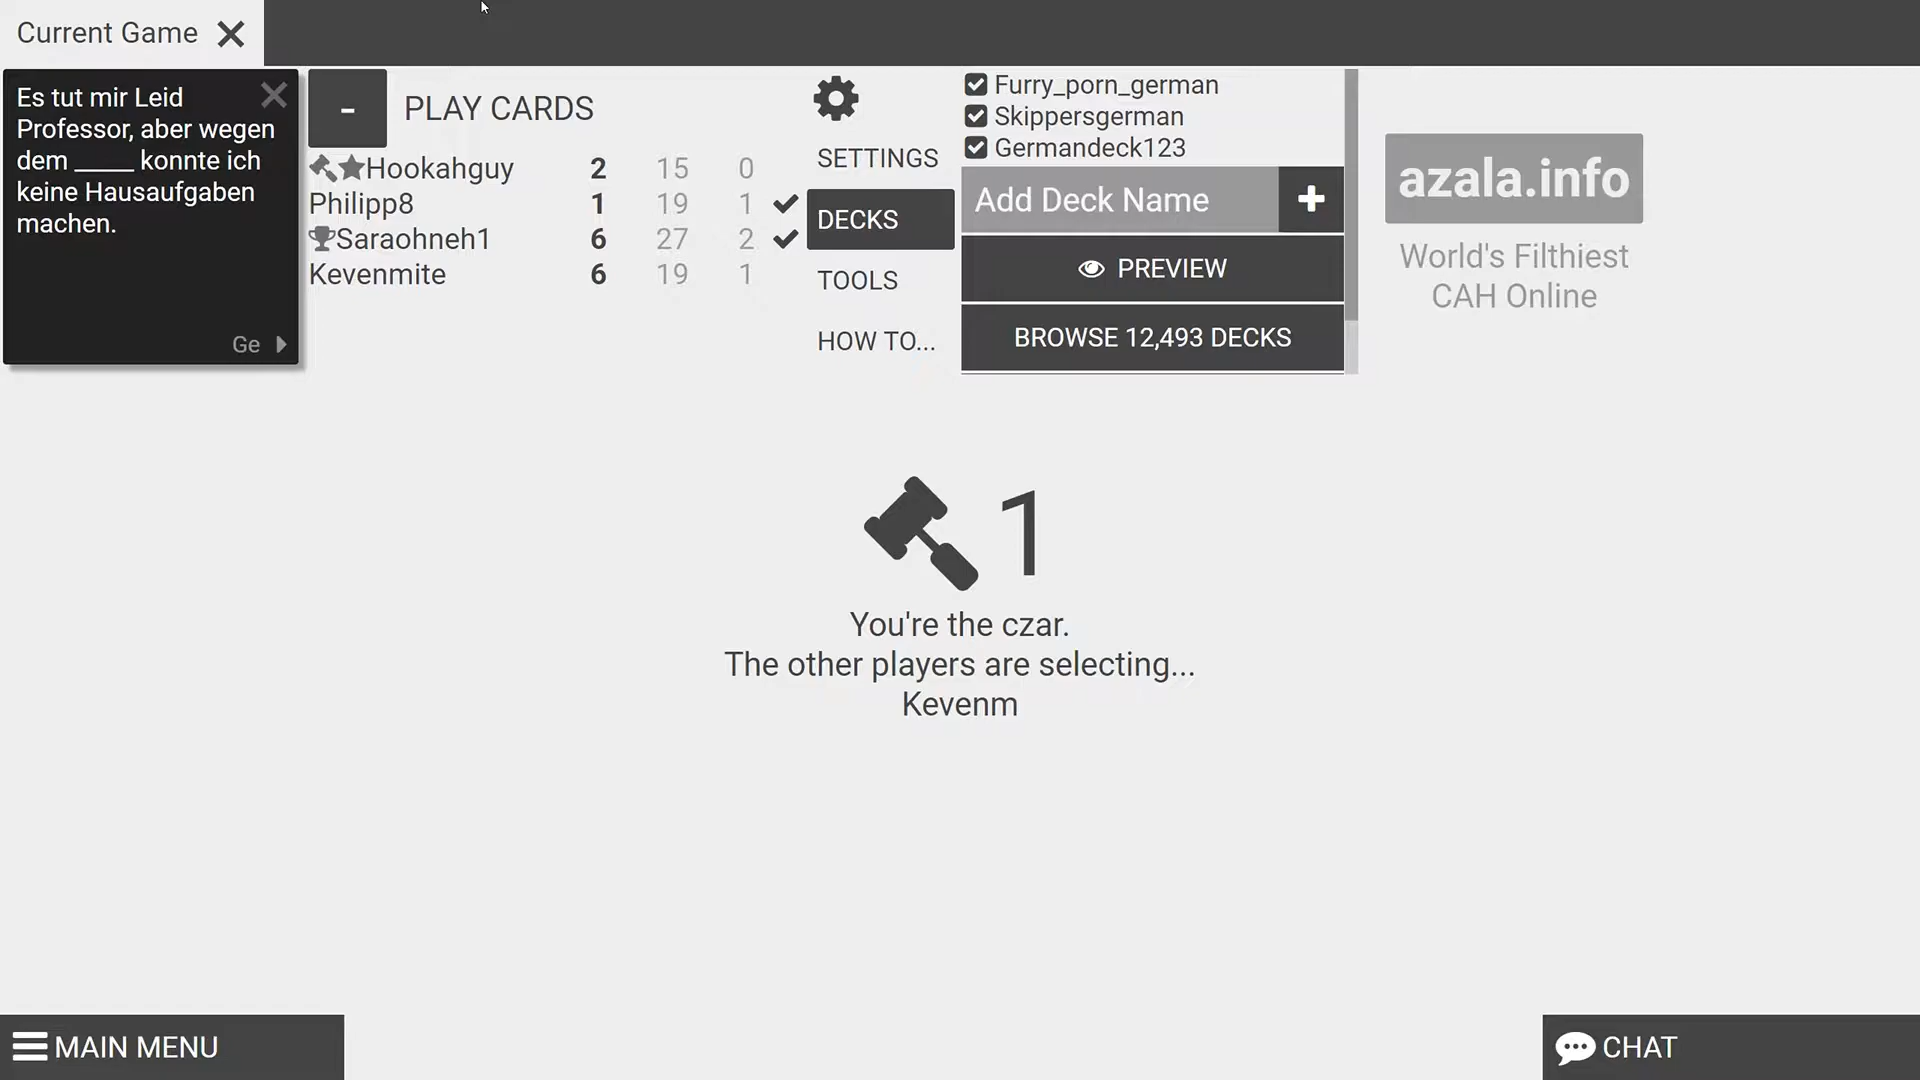 Current Game
Es tut mir Leid
Professor, aber wegen
dem _____ konnte ich
keine Hausaufgaben
machen.
Ge
- PLAY CARDS
Hookahguy 2 15 0
Philipp8 1 19 1
Saraohneh1 6 27 2
Kevenmite 6 19 1
SETTINGS
DECKS
TOOLS
HOW TO...
Furry_porn_german
Skippersgerman
Germandeck123
Add Deck Name +
PREVIEW
BROWSE 12,493 DECKS
azala.info
World's Filthiest
CAH Online
1
You're the czar.
The other players are selecting...
Kevenm
MAIN MENU
CHAT